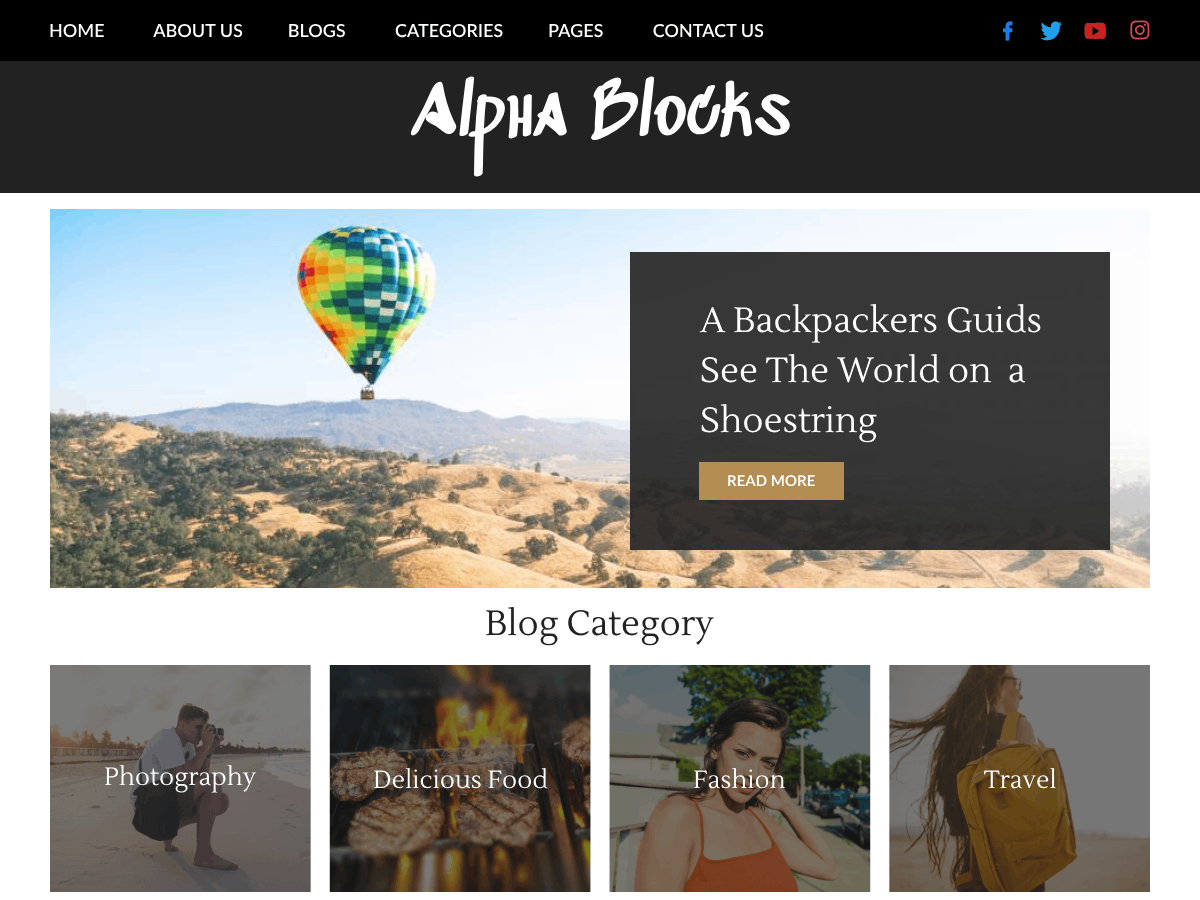 HOME ABOUT US BLOGS CATEGORIES PAGES CONTACT US
Alpha Blocks
A Backpackers Guids
See The World on a
Shoestring
READ MORE
Blog Category
Photography Delicious Food Fashion Travel